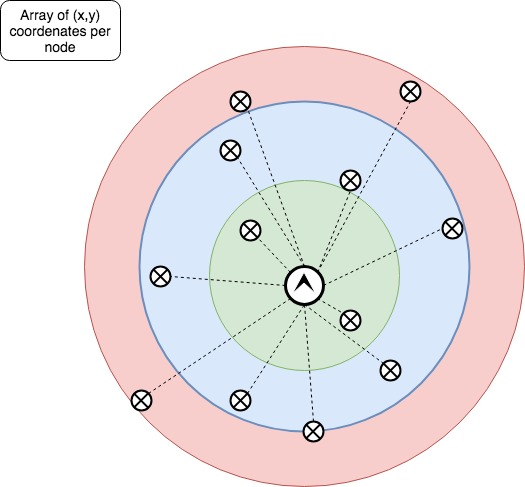 Array of (x,y)
coordenates per
node